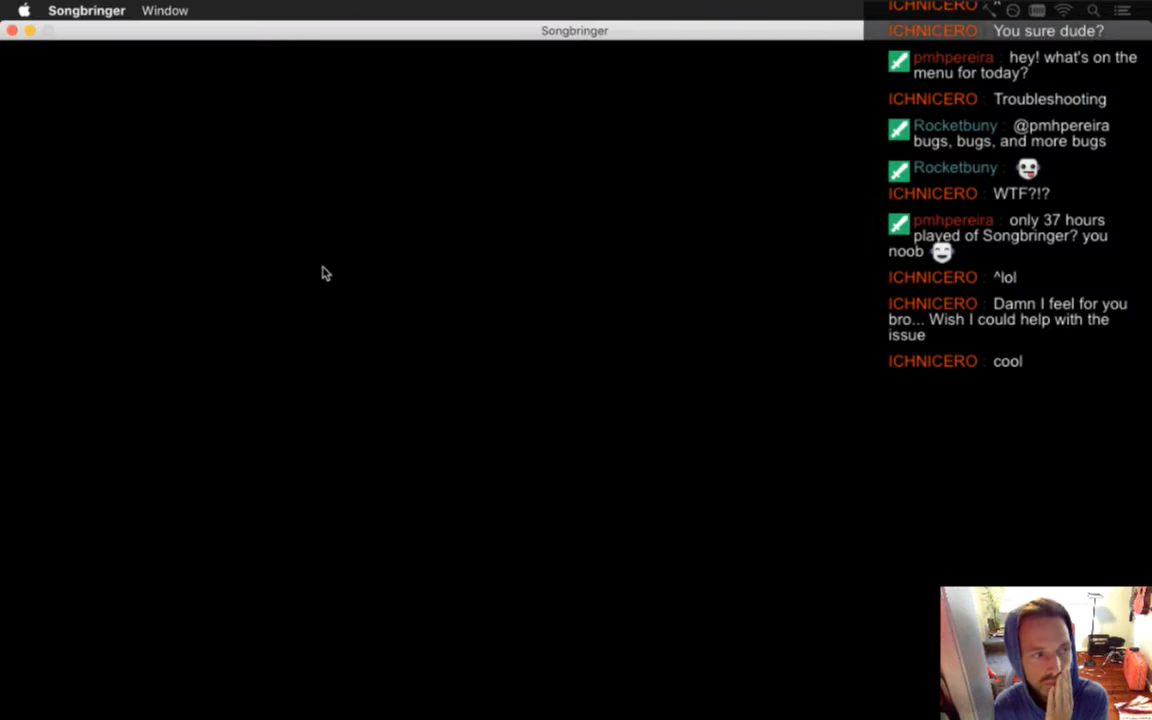 Songbringer Window
Songbringer
ICHNICERO :
ICHNICERO : You sure dude?
pmhpereira : hey! what's on the
menu for today?
ICHNICERO : Troubleshooting
Rocketbuny : @pmhpereira
bugs, bugs, and more bugs
Rocketbuny :
ICHNICERO : WTF?!?
pmhpereira : only 37 hours
played of Songbringer? you
noob
ICHNICERO : ^lol
ICHNICERO : Damn I feel for you
bro... Wish I could help with the
issue
ICHNICERO : cool